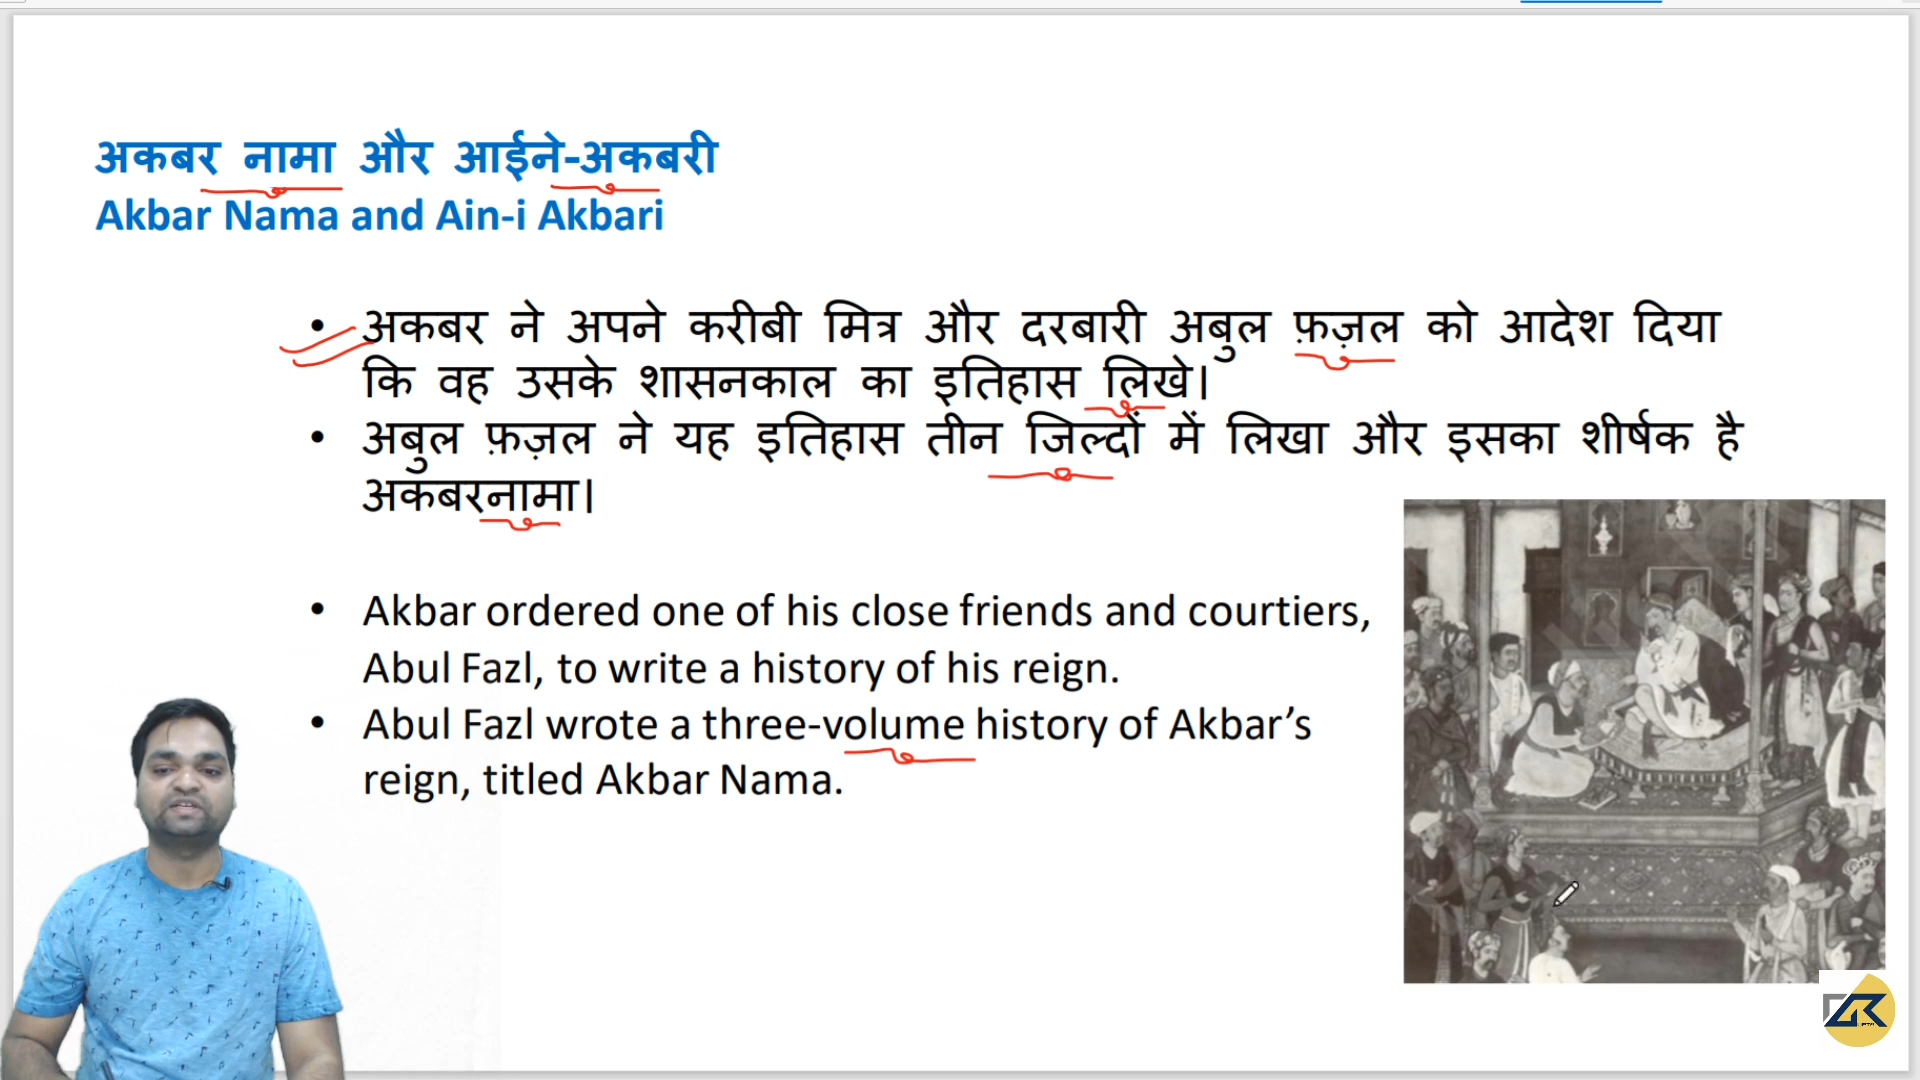 अकबर नामा और आईने-अकबरी
Akbar Nama and Ain-i Akbari
• अकबर ने अपने करीबी मित्र और दरबारी अबुल फ़ज़ल को आदेश दिया
कि वह उसके शासनकाल का इतिहास लिखे।
• अबुल फ़ज़ल ने यह इतिहास तीन जिल्दों में लिखा और इसका शीर्षक है
अकबरनामा।
• Akbar ordered one of his close friends and courtiers,
Abul Fazl, to write a history of his reign.
• Abul Fazl wrote a three-volume history of Akbar’s
reign, titled Akbar Nama.